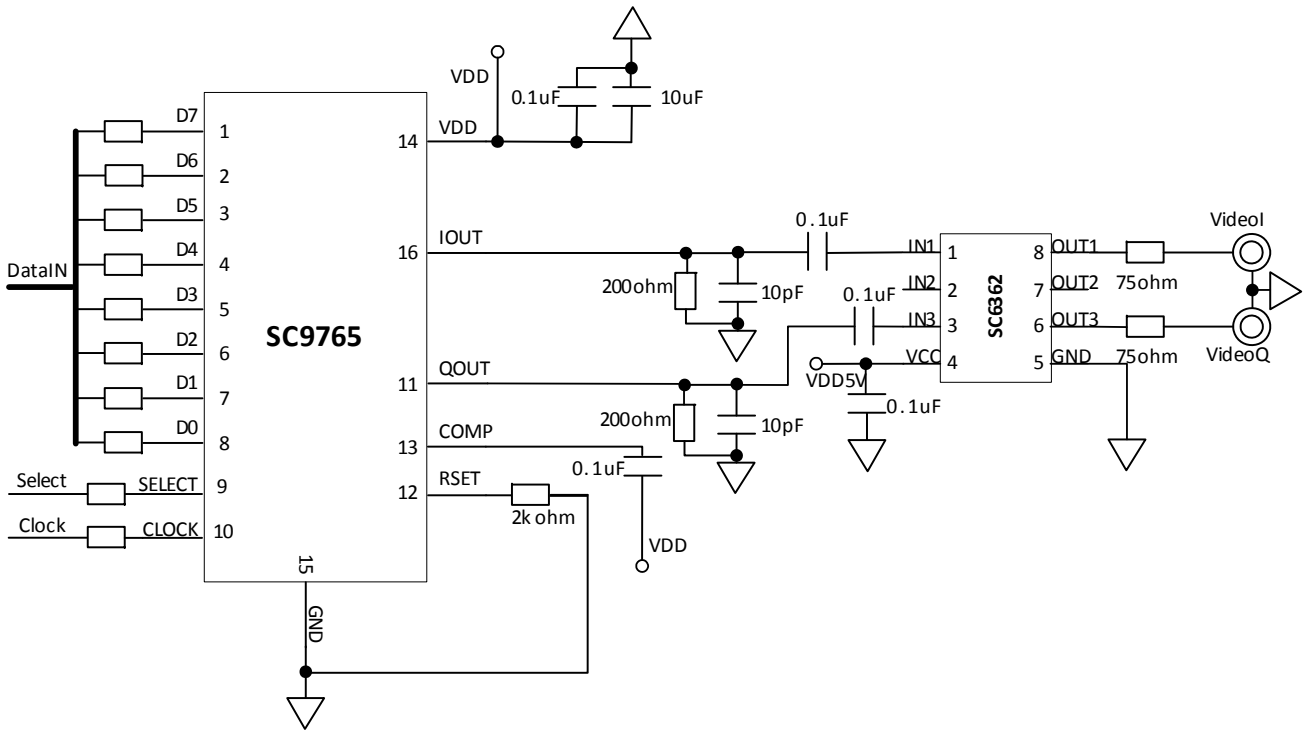 VDD
0.1uF
10uF
DataIN
D7
D6
D5
D4
D3
D2
D1
D0
Select
SELECT
Clock
CLOCK
1
2
3
4
5
6
7
8
9
10
SC9765
14
16
11
13
12
15
GND
VDD
IOUT
QOUT
COMP
RSET
200ohm
10pF
0.1uF
200ohm
10pF
0.1uF
0.1uF
VDD
2k ohm
VDD5V
0.1uF
IN1
IN2
IN3
VCC
1
2
3
4
SC6362
8
7
6
5
OUT1
OUT2
OUT3
GND
75ohm
75ohm
VideoI
VideoQ